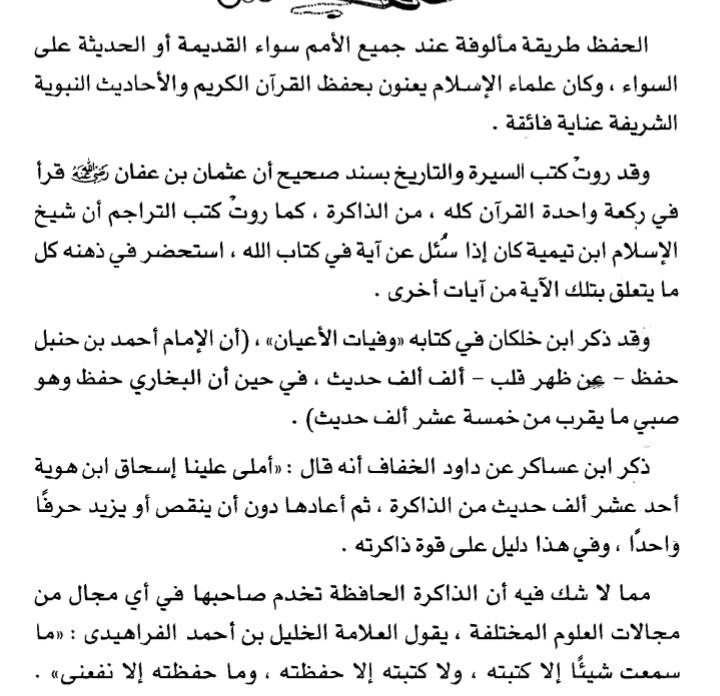 الحفظ طريقة مألوفة عند جميع الأمم سواء القديمة أو الحديثة على
السواء ، وكان علماء الإسلام يعنون بحفظ القرآن الكريم والأحاديث النبوية
الشريفة عناية فائقة .
وقد روتْ كتب السيرة والتاريخ بسند صحيح أن عثمان بن عفان رضي الله عنه قرأ
في ركعة واحدة القرآن كله ، من الذاكرة ، كما روتْ كتب التراجم أن شيخ
الإسلام ابن تيمية كان إذا سُئل عن آية في كتاب الله ، استحضر في ذهنه كل
ما يتعلق بتلك الآية من آيات أخرى .
وقد ذكر ابن خلكان في كتابه «وفيات الأعيان» ، (أن الإمام أحمد بن حنبل
حفظ – عن ظهر قلب – ألف ألف حديث ، في حين أن البخاري حفظ وهو
صبي ما يقرب من خمسة عشر ألف حديث) .
ذكر ابن عساكر عن داود الخفاف أنه قال : «أملى علينا إسحاق ابن هوية
أحد عشر ألف حديث من الذاكرة ، ثم أعادها دون أن ينقص أو يزيد حرفًا
واحدًا ، وفي هذا دليل على قوة ذاكرته .
مما لا شك فيه أن الذاكرة الحافظة تخدم صاحبها في أي مجال من
مجالات العلوم المختلفة ، يقول العلامة الخليل بن أحمد الفراهيدى : «ما
سمعت شيئًا إلا كتبته ، ولا كتبته إلا حفظته ، وما حفظته إلا نفعنى» .